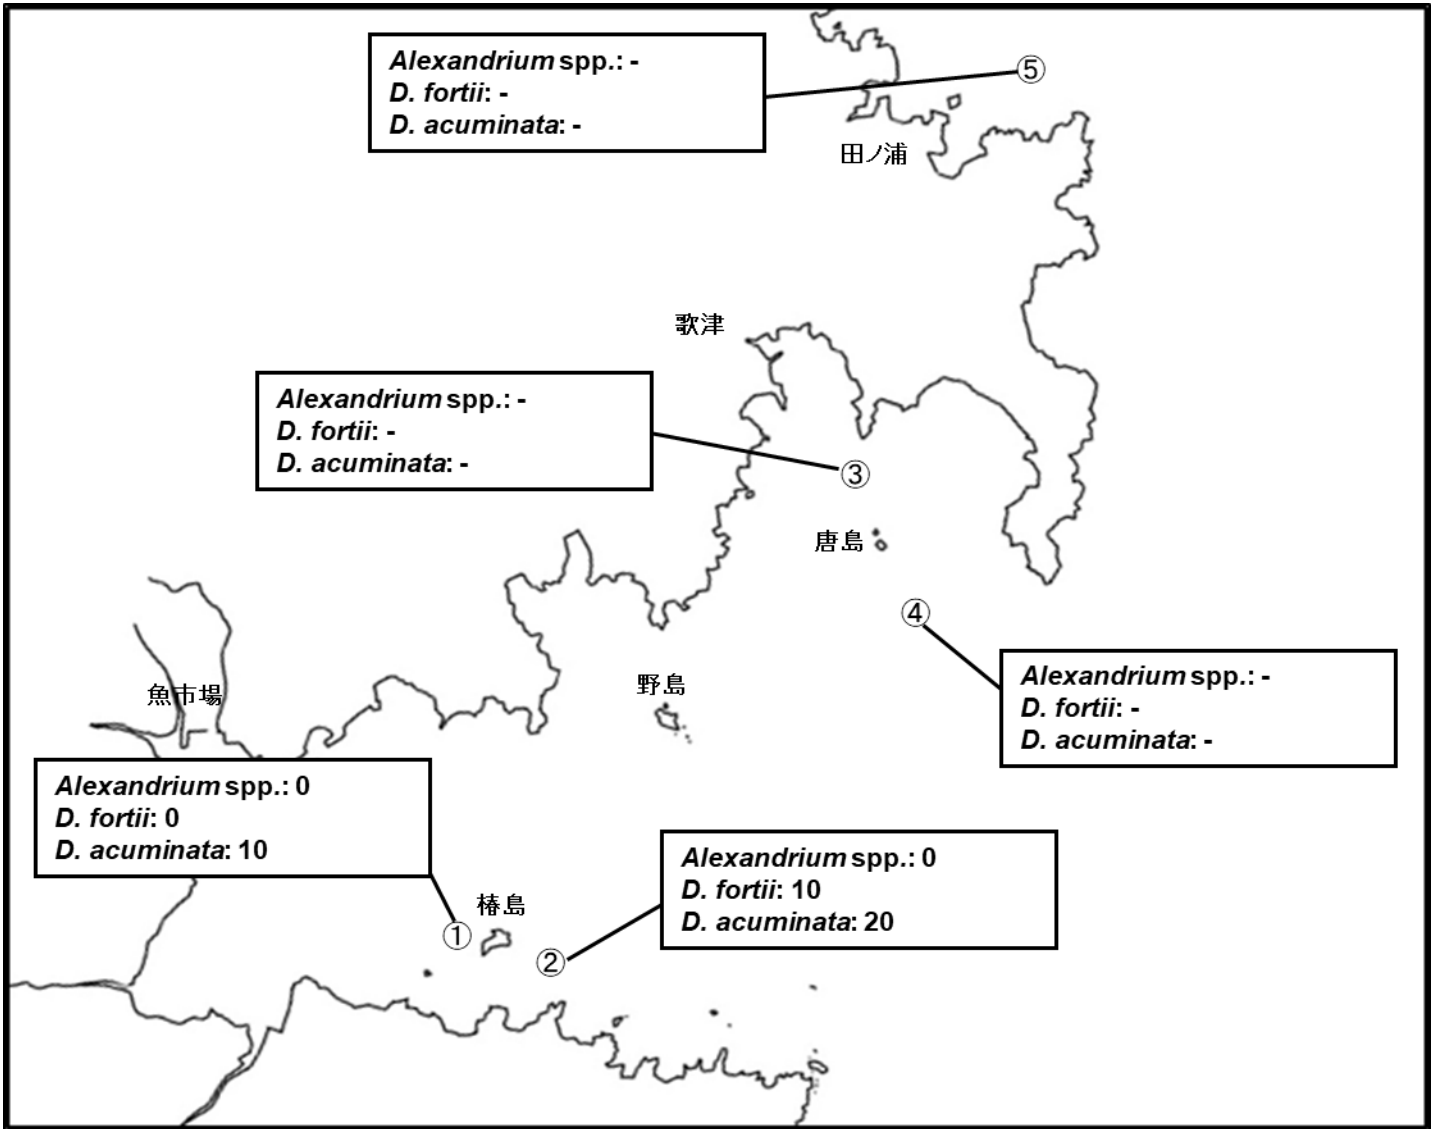 Alexandrium spp.: -
D. fortii: -
D. acuminata: -
⑤
田ノ浦
歌津
Alexandrium spp.: -
D. fortii: -
D. acuminata: -
③
唐島
④
Alexandrium spp.: -
D. fortii: -
D. acuminata: -
野島
魚市場
Alexandrium spp.: 0
D. fortii: 0
D. acuminata: 10
Alexandrium spp.: 0
D. fortii: 10
D. acuminata: 20
椿島
①
②